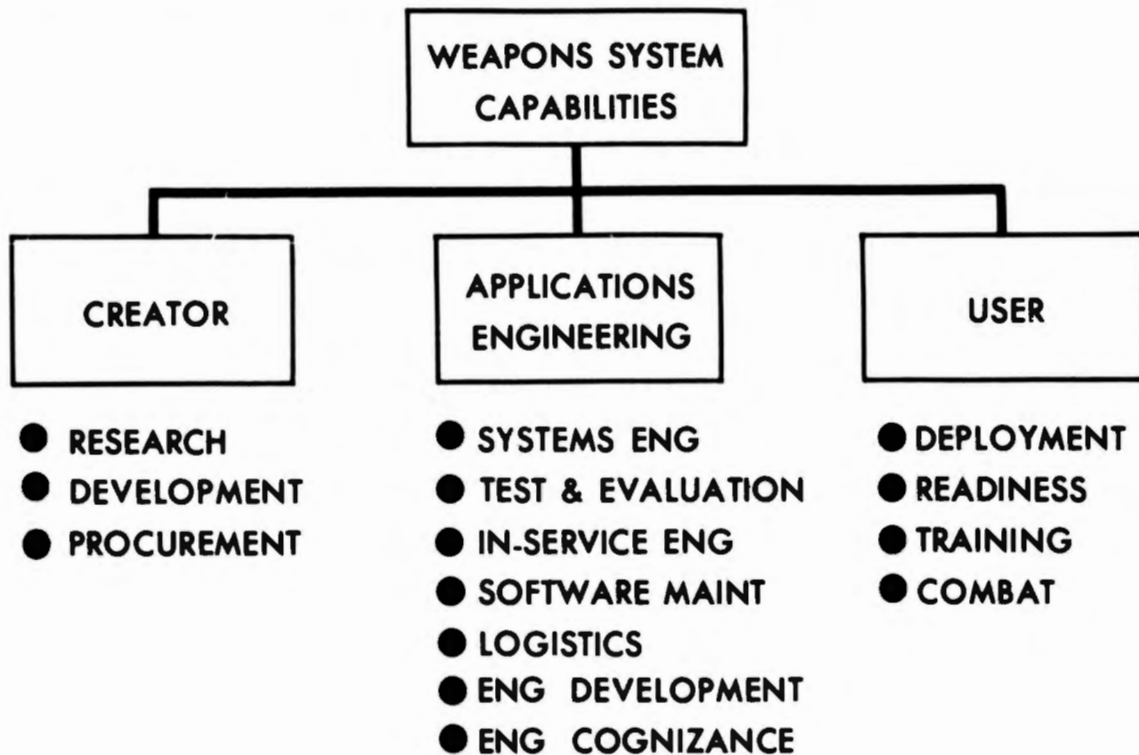 WEAPONS SYSTEM
CAPABILITIES
CREATOR
● RESEARCH
● DEVELOPMENT
● PROCUREMENT
APPLICATIONS
ENGINEERING
● SYSTEMS ENG
● TEST & EVALUATION
● IN-SERVICE ENG
● SOFTWARE MAINT
● LOGISTICS
● ENG DEVELOPMENT
● ENG COGNIZANCE
USER
● DEPLOYMENT
● READINESS
● TRAINING
● COMBAT